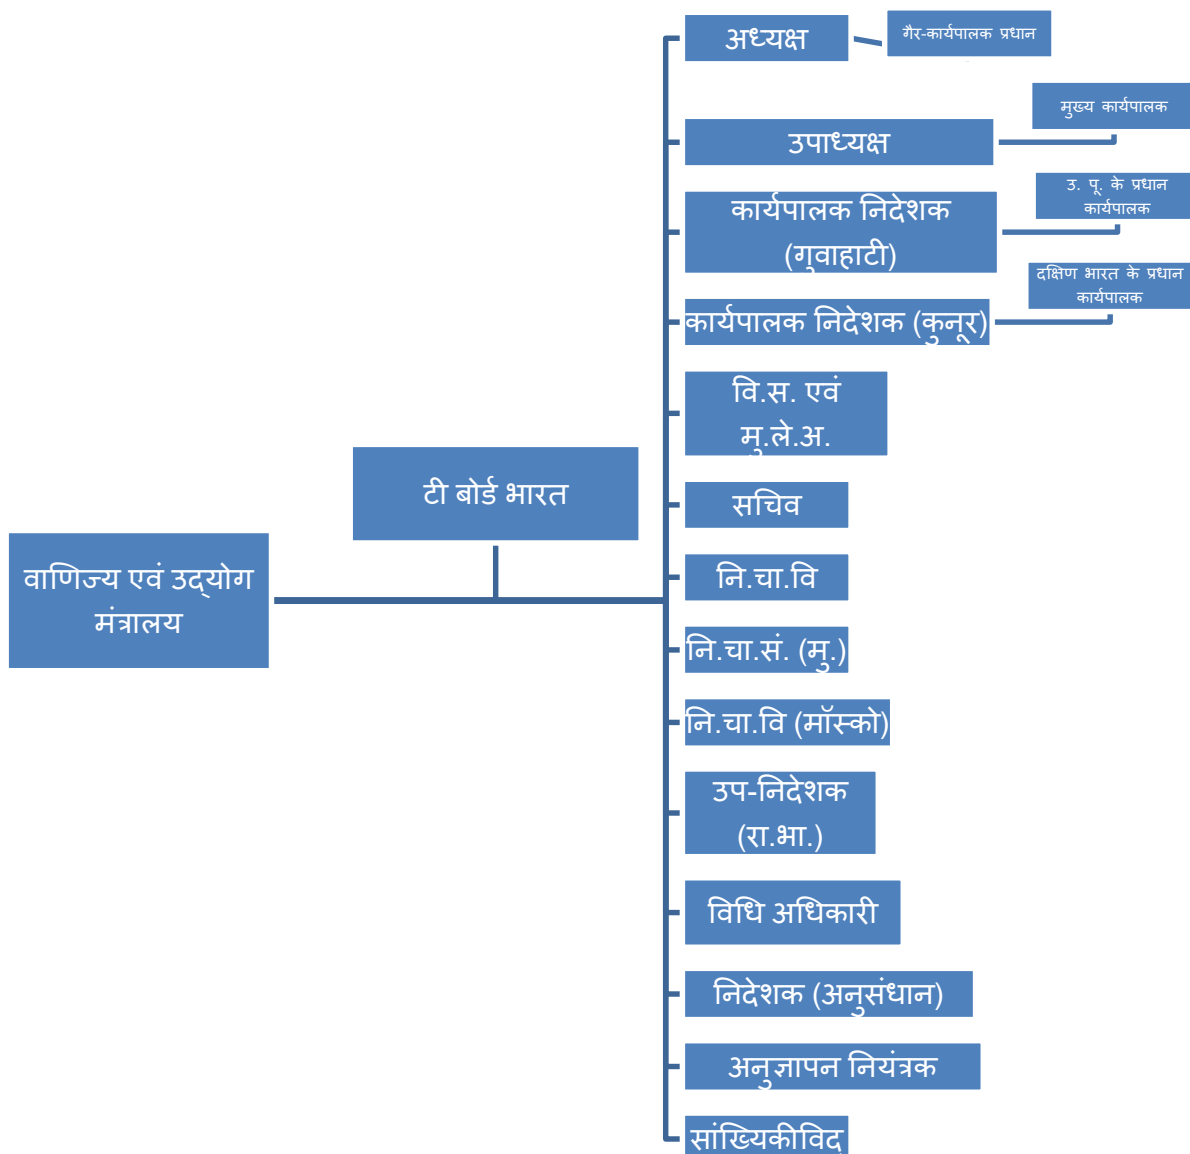 अध्यक्ष
गैर-कार्यपालक प्रधान
उपाध्यक्ष
मुख्य कार्यपालक
कार्यपालक निदेशक
(गुवाहाटी)
उ. पू. के प्रधान
कार्यपालक
कार्यपालक निदेशक (कुनूर)
दक्षिण भारत के प्रधान
कार्यपालक
वि.स. एवं
मु.ले.अ.
टी बोर्ड भारत
सचिव
वाणिज्य एवं उद्योग
मंत्रालय
नि.चा.वि
नि.चा.सं. (मु.)
नि.चा.वि (मॉस्को)
उप-निदेशक
(रा.भा.)
विधि अधिकारी
निदेशक (अनुसंधान)
अनुज्ञापन नियंत्रक
सांख्यिकीविद्